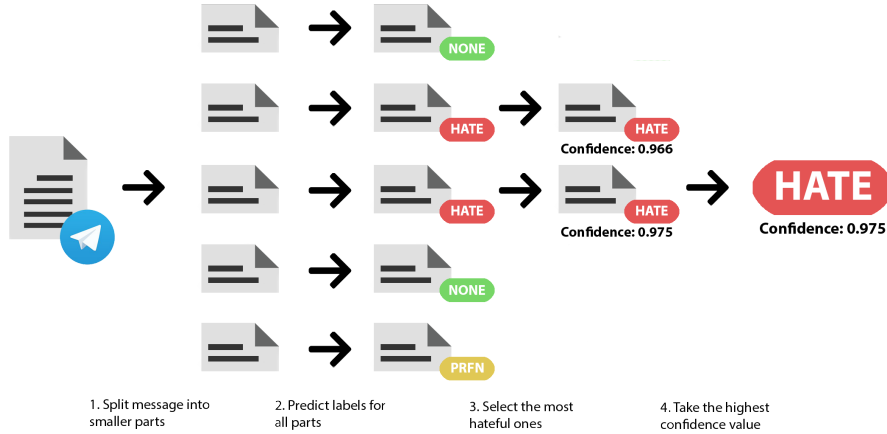 NONE
HATE
HATE
Confidence: 0.966
HATE
HATE
Confidence: 0.975
HATE
Confidence: 0.975
NONE
PRFN
1. Split message into
smaller parts
2. Predict labels for
all parts
3. Select the most
hateful ones
4. Take the highest
confidence value